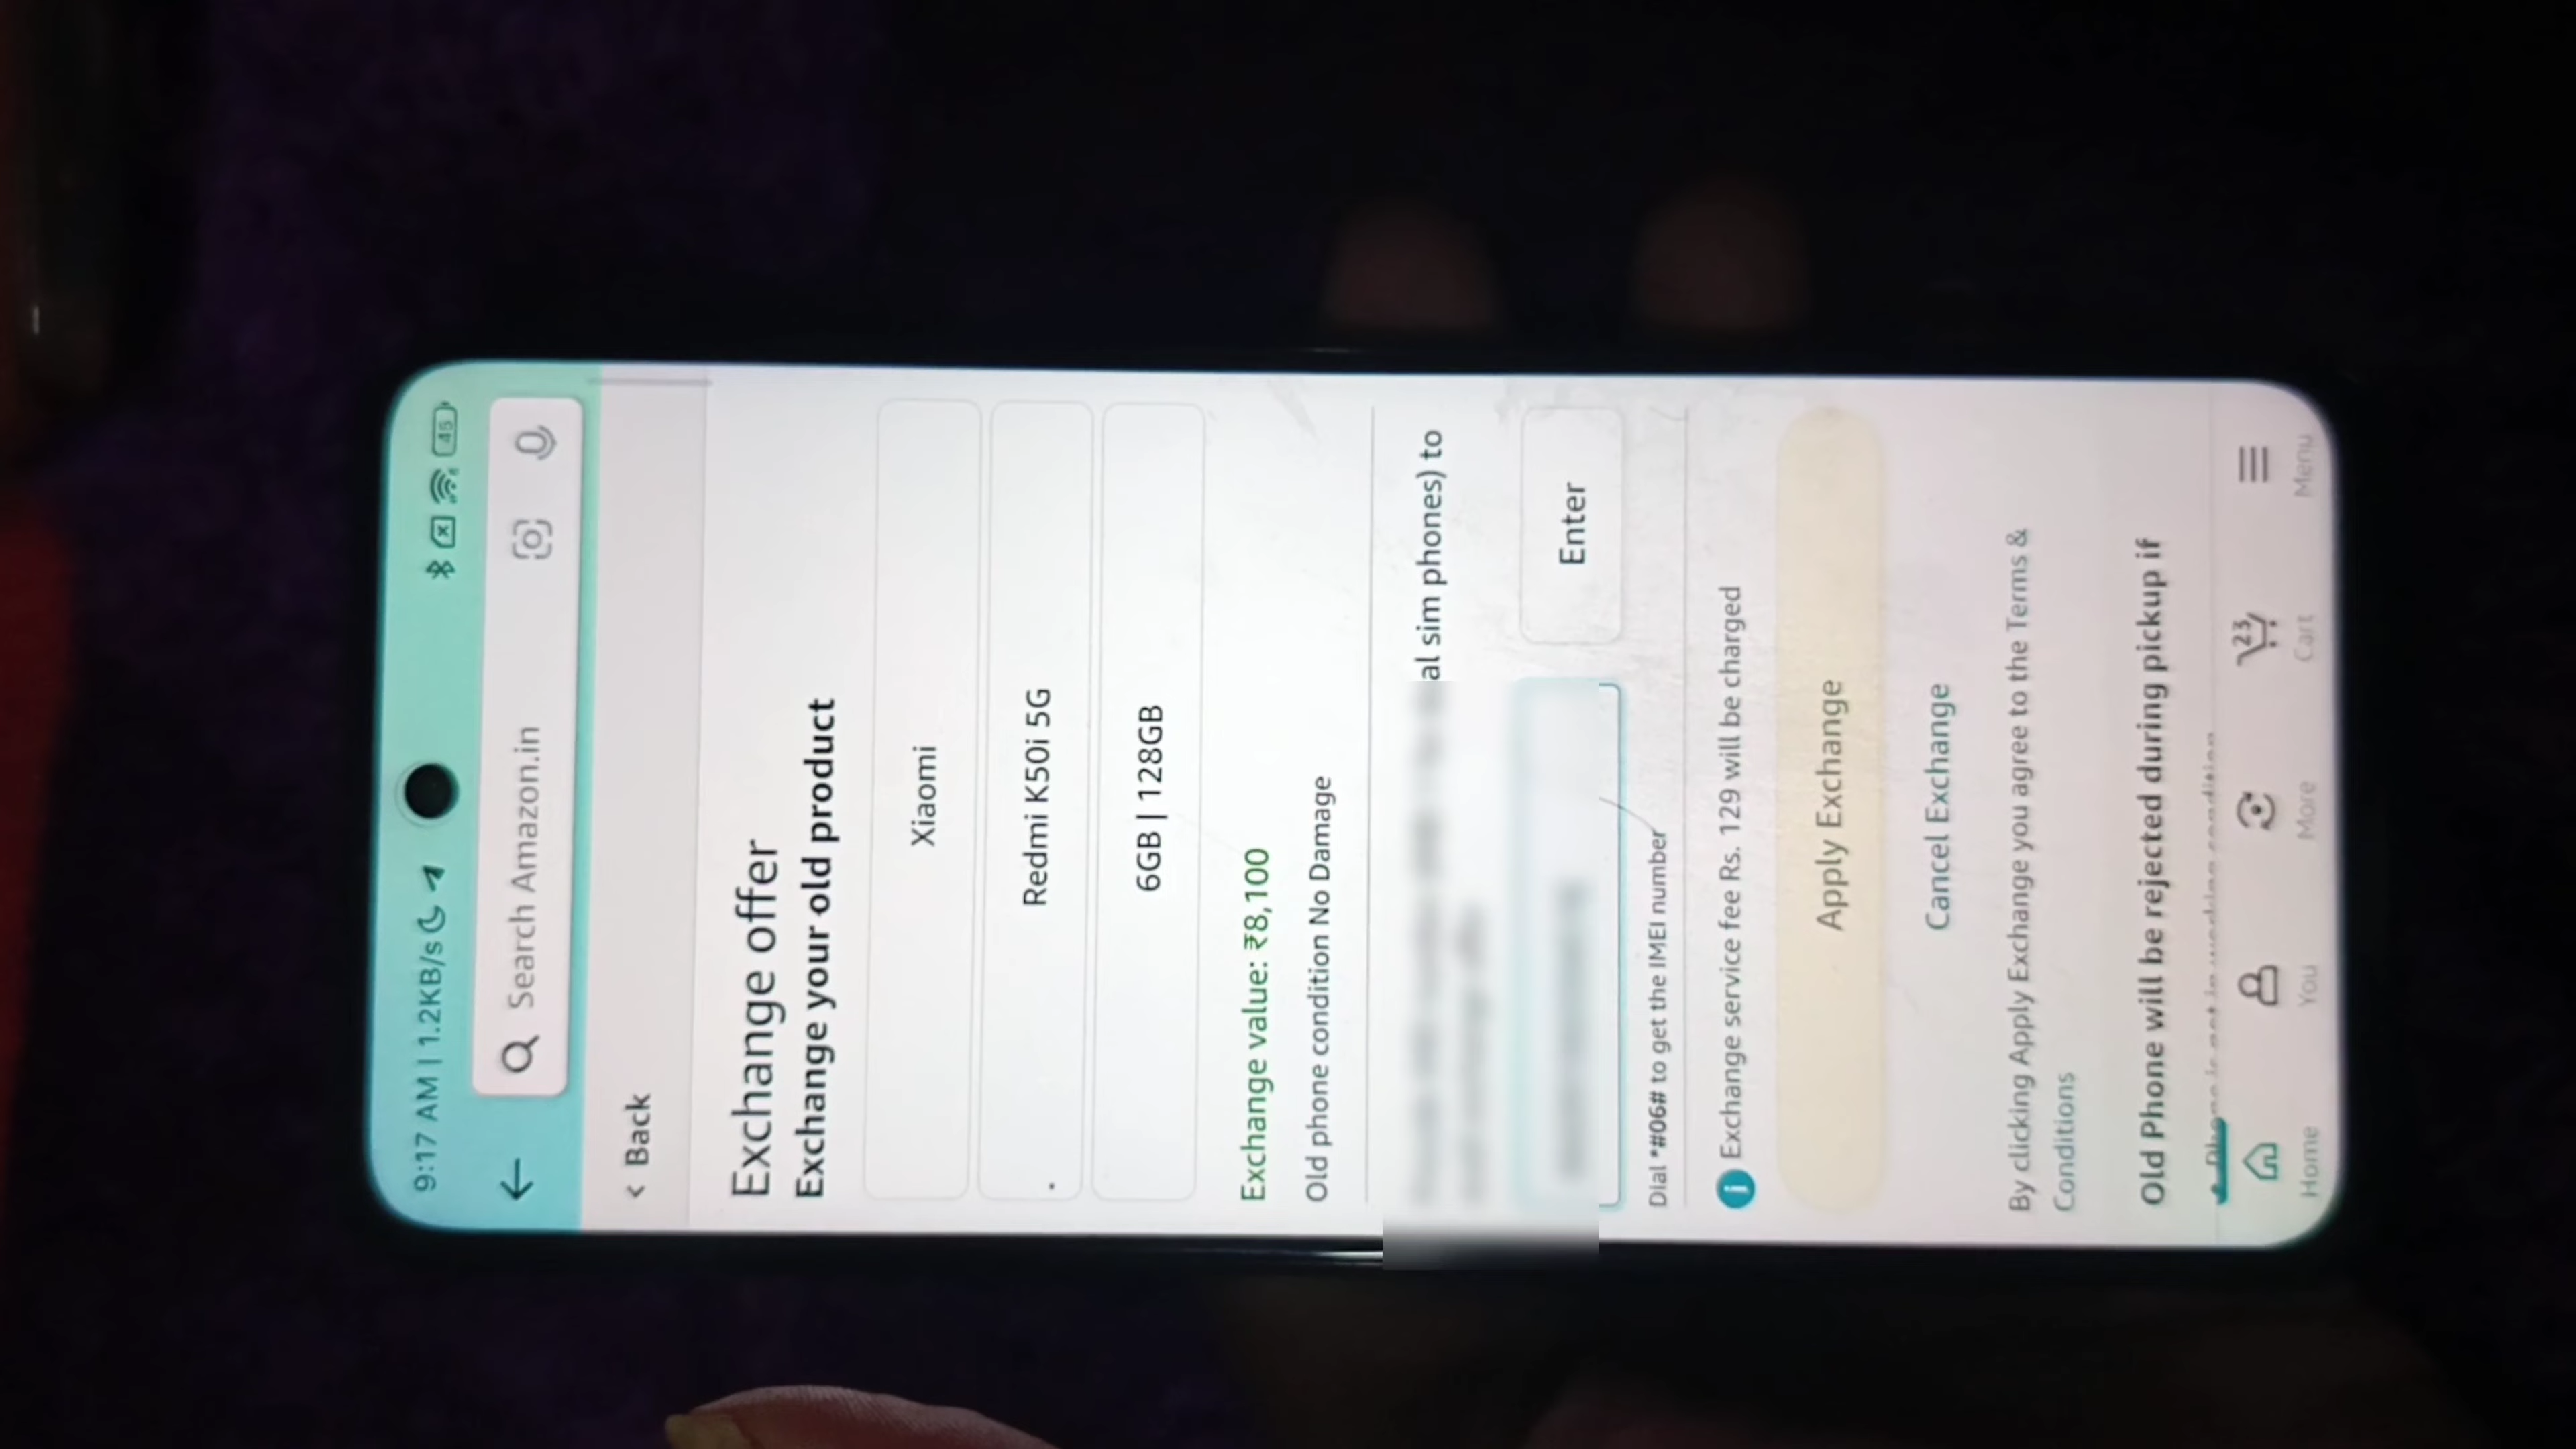 9:17 AM | 1.2KB/s
45
Search Amazon.in
< Back
Exchange offer
Exchange your old product
Xiaomi
Redmi K50i 5G
6GB | 128GB
Exchange value: ₹8,100
Old phone condition No Damage
al sim phones) to
Enter
Dial *#06# to get the IMEI number
i Exchange service fee Rs. 129 will be charged
Apply Exchange
Cancel Exchange
By clicking Apply Exchange you agree to the Terms &
Conditions
Old Phone will be rejected during pickup if
23
Home You More Cart Menu